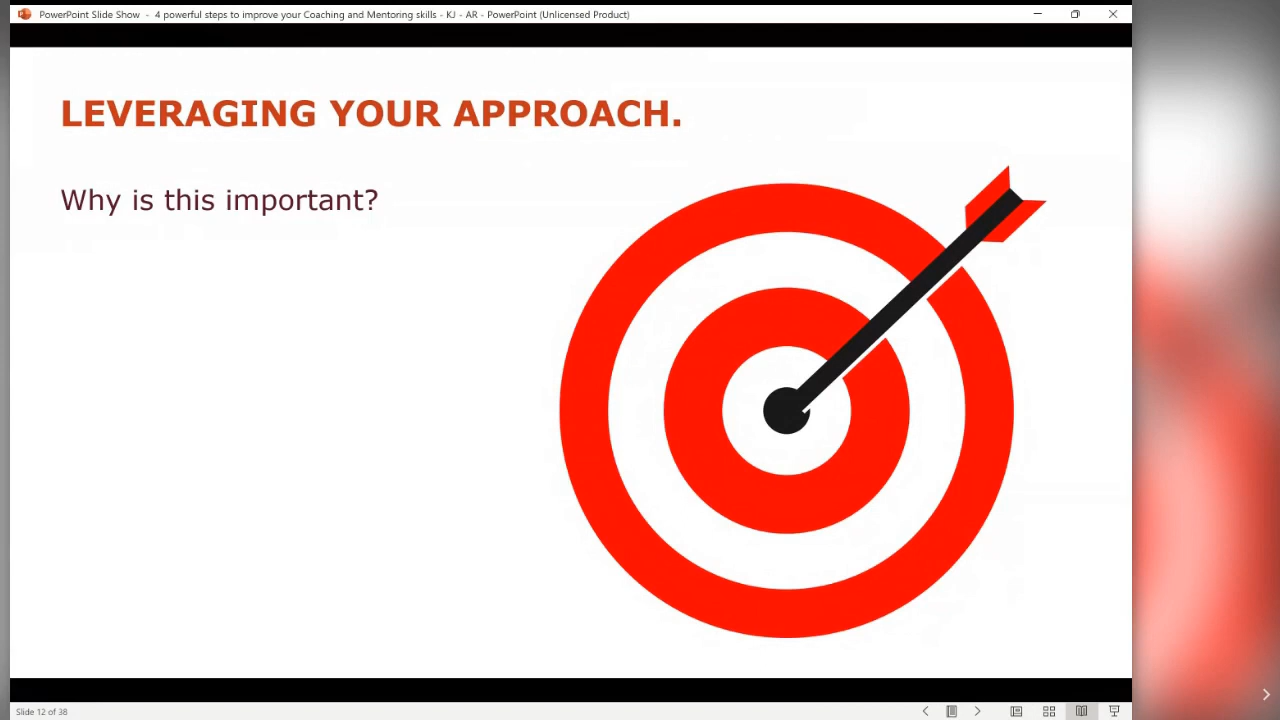 PowerPoint Slide Show - 4 powerful steps to improve your Coaching and Mentoring skills - KJ - AR - PowerPoint (Unlicensed Product)
LEVERAGING YOUR APPROACH.
Why is this important?
Slide 12 of 38